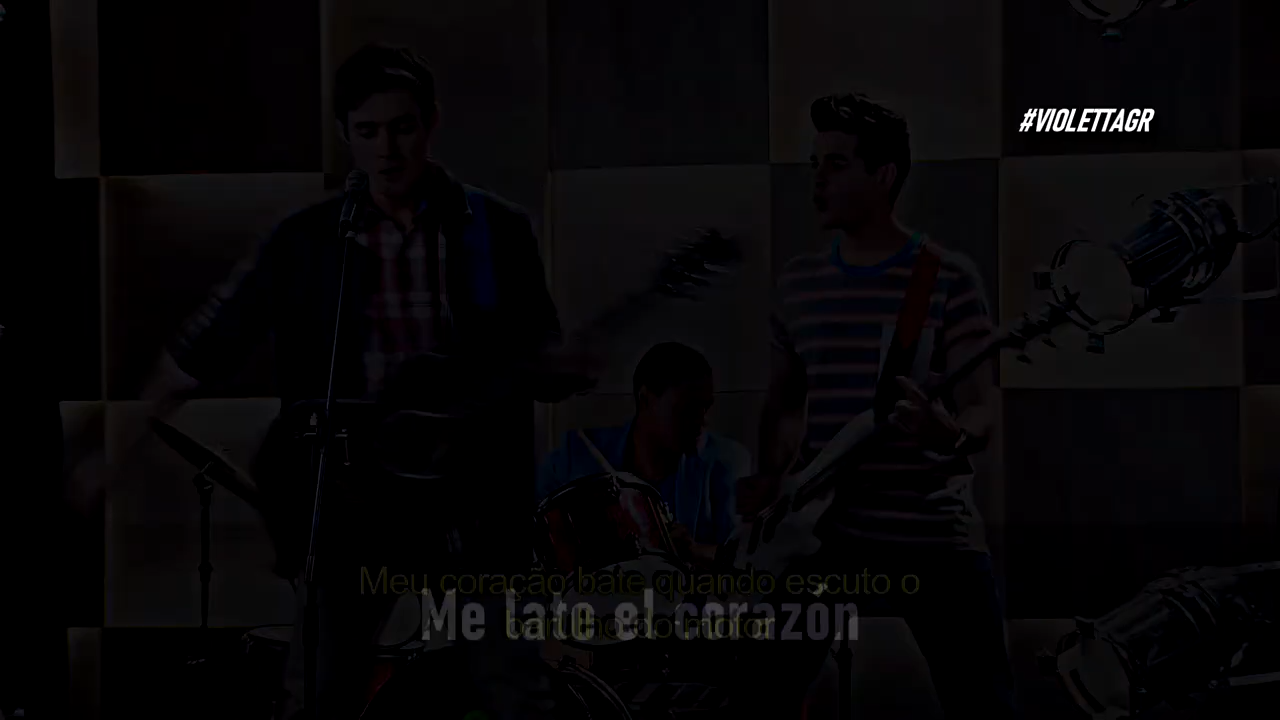 #VIOLETTAGR
Meu coração bate quando escuto o
Me late el corazón
barulho do motor